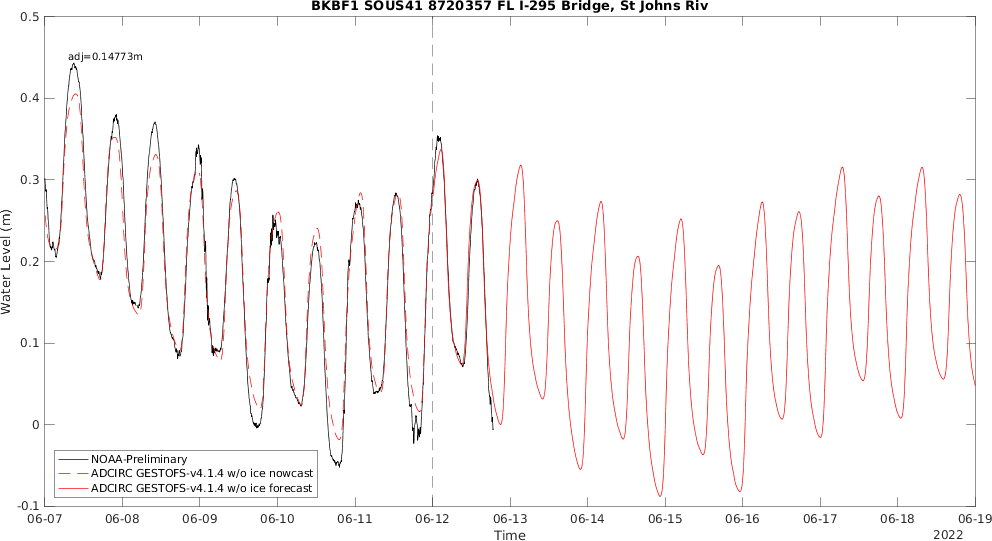 BKBF1 SOUS41 8720357 FL I-295 Bridge, St Johns Riv
0.5
adj=0.14773m
0.4
0.3
0.2
0.1
0
-0.1
Water Level (m)
NOAA-Preliminary
ADCIRC GESTOFS-v4.1.4 w/o ice nowcast
ADCIRC GESTOFS-v4.1.4 w/o ice forecast
06-07 06-08 06-09 06-10 06-11 06-12 06-13 06-14 06-15 06-16 06-17 06-18 06-19
Time
2022